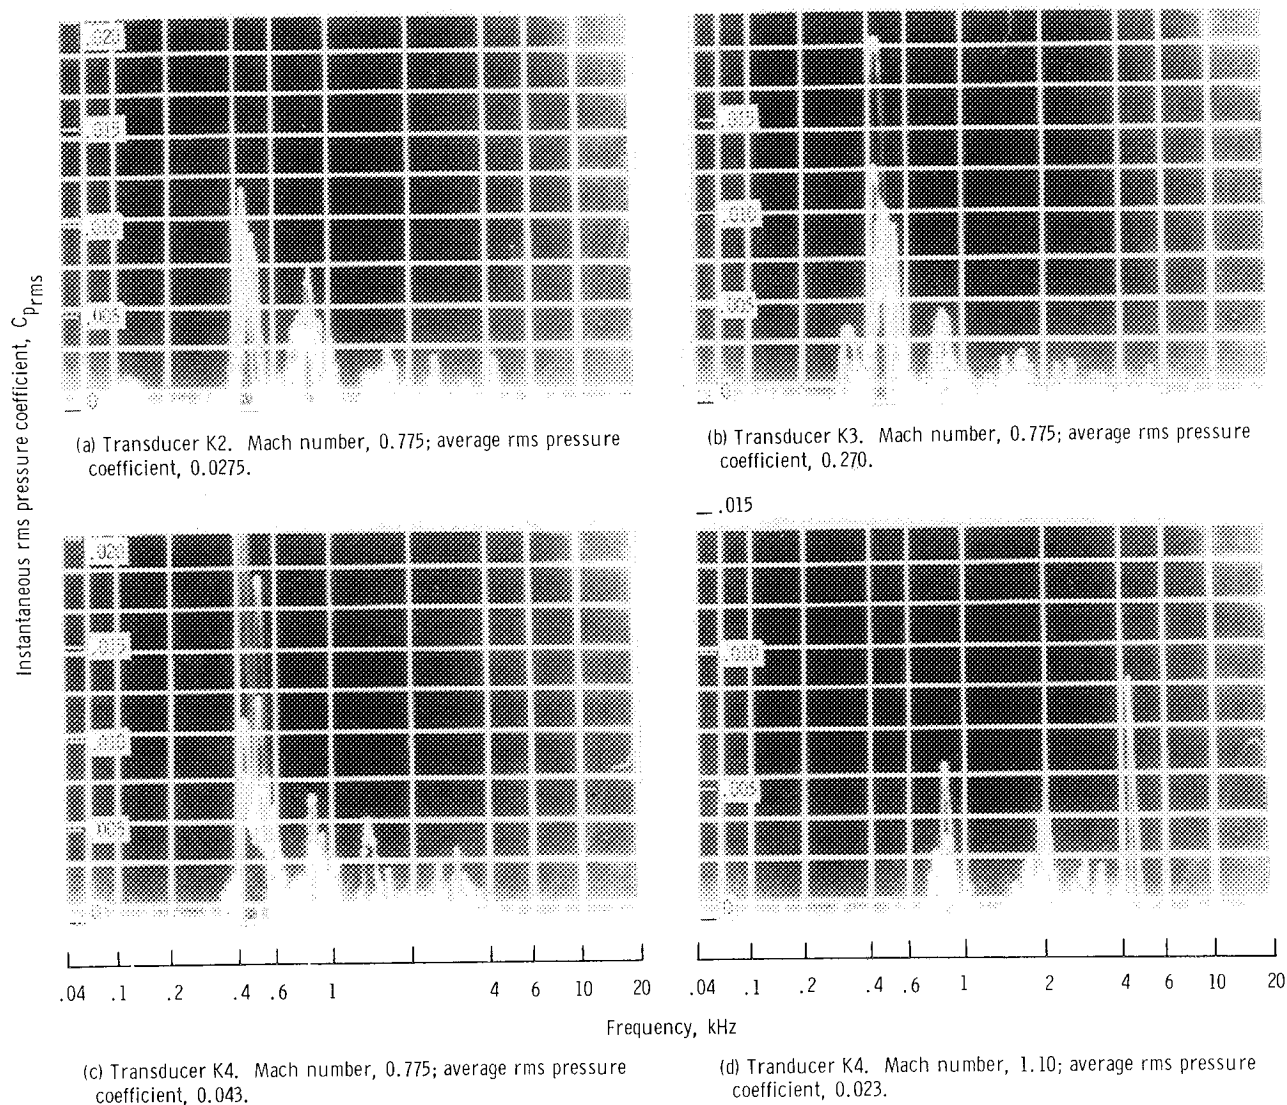 Instantaneous rms pressure coefficient, Cprms
.020
.015
.010
.005
0
.015
.010
.005
0
(a) Transducer K2. Mach number, 0.775; average rms pressure
coefficient, 0.0275.
(b) Transducer K3. Mach number, 0.775; average rms pressure
coefficient, 0.270.
.020
.015
.010
.005
0
.015
.010
.005
0
.04 .1 .2 .4 .6 1 4 6 10 20
.04 .1 .2 .4 .6 1 2 4 6 10 20
Frequency, kHz
(c) Transducer K4. Mach number, 0.775; average rms pressure
coefficient, 0.043.
(d) Tranducer K4. Mach number, 1.10; average rms pressure
coefficient, 0.023.